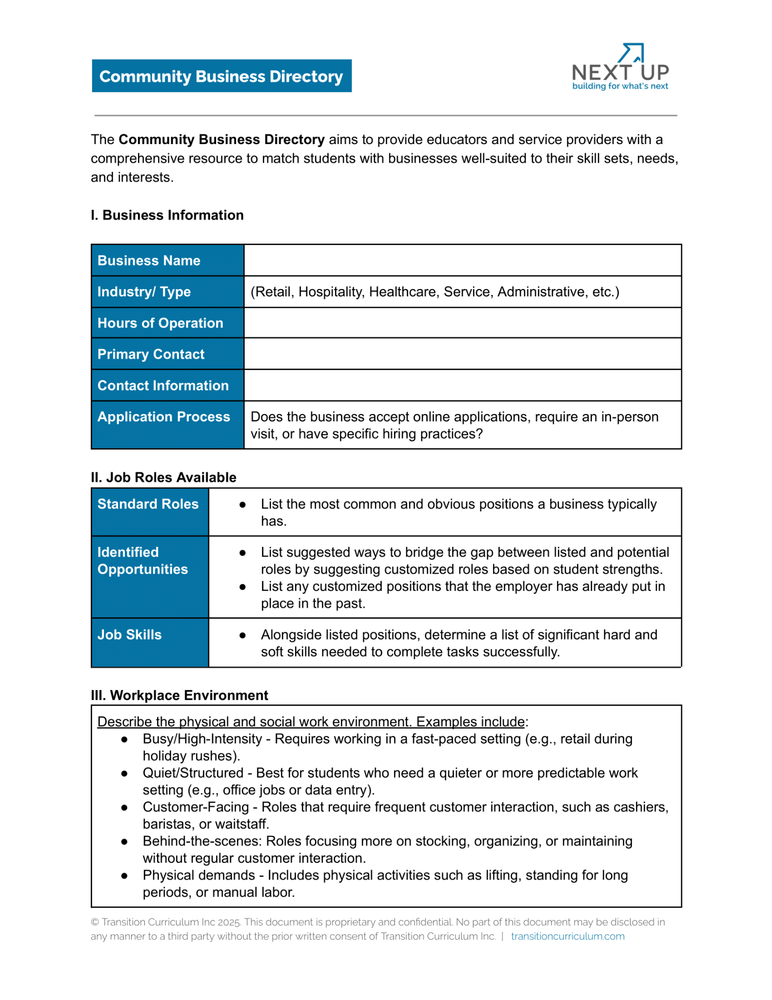 Community Business Directory
NEXT UP
building for what's next
The Community Business Directory aims to provide educators and service providers with a
comprehensive resource to match students with businesses well-suited to their skill sets, needs,
and interests.
I. Business Information
Business Name
Industry/ Type
(Retail, Hospitality, Healthcare, Service, Administrative, etc.)
Hours of Operation
Primary Contact
Contact Information
Application Process
Does the business accept online applications, require an in-person
visit, or have specific hiring practices?
II. Job Roles Available
Standard Roles
● List the most common and obvious positions a business typically
has.
Identified
Opportunities
● List suggested ways to bridge the gap between listed and potential
roles by suggesting customized roles based on student strengths.
● List any customized positions that the employer has already put in
place in the past.
Job Skills
● Alongside listed positions, determine a list of significant hard and
soft skills needed to complete tasks successfully.
III. Workplace Environment
Describe the physical and social work environment. Examples include:
● Busy/High-Intensity - Requires working in a fast-paced setting (e.g., retail during
holiday rushes).
● Quiet/Structured - Best for students who need a quieter or more predictable work
setting (e.g., office jobs or data entry).
● Customer-Facing - Roles that require frequent customer interaction, such as cashiers,
baristas, or waitstaff.
● Behind-the-scenes: Roles focusing more on stocking, organizing, or maintaining
without regular customer interaction.
● Physical demands - Includes physical activities such as lifting, standing for long
periods, or manual labor.
© Transition Curriculum Inc 2025. This document is proprietary and confidential. No part of this document may be disclosed in
any manner to a third party without the prior written consent of Transition Curriculum Inc. | transitioncurriculum.com